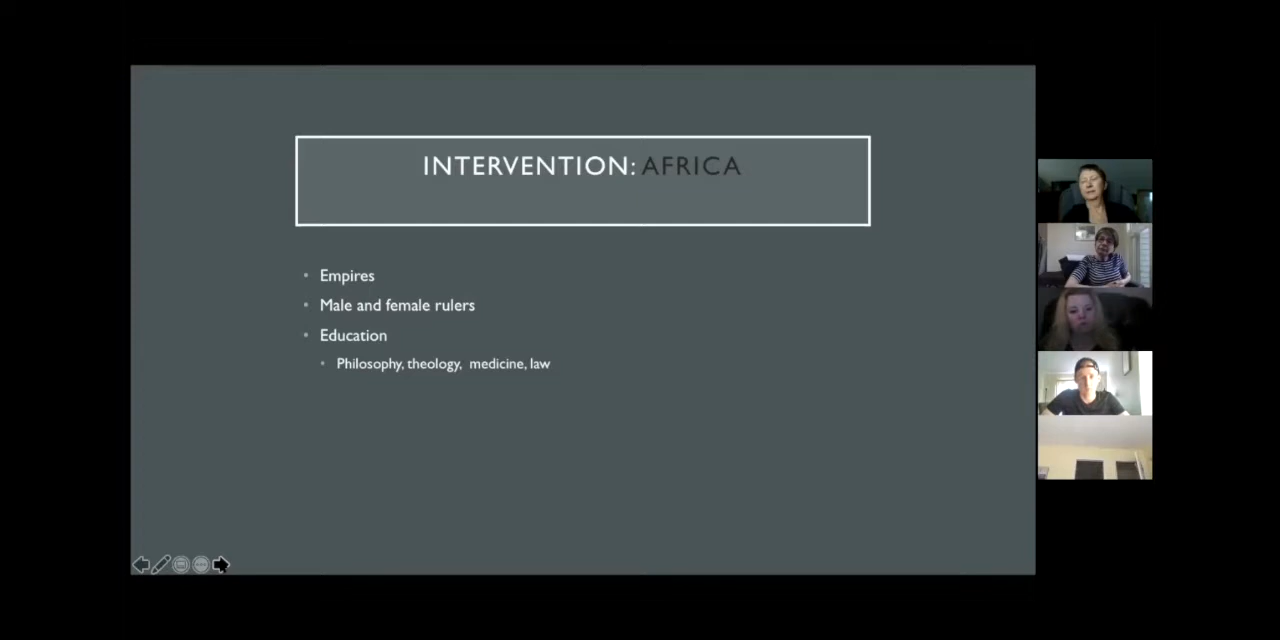 INTERVENTION: AFRICA
Empires
Male and female rulers
Education
Philosophy, theology, medicine, law